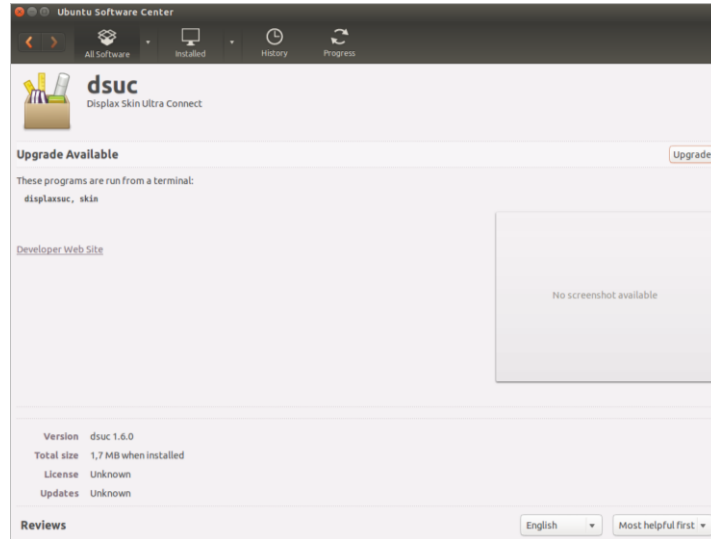 Ubuntu Software Center
All Software Installed History Progress
dsuc
Displax Skin Ultra Connect
Upgrade Available Upgrade
These programs are run from a terminal:
displaxsuc, skin
Developer Web Site
No screenshot available
Version dsuc 1.6.0
Total size 1,7 MB when installed
License Unknown
Updates Unknown
Reviews English Most helpful first